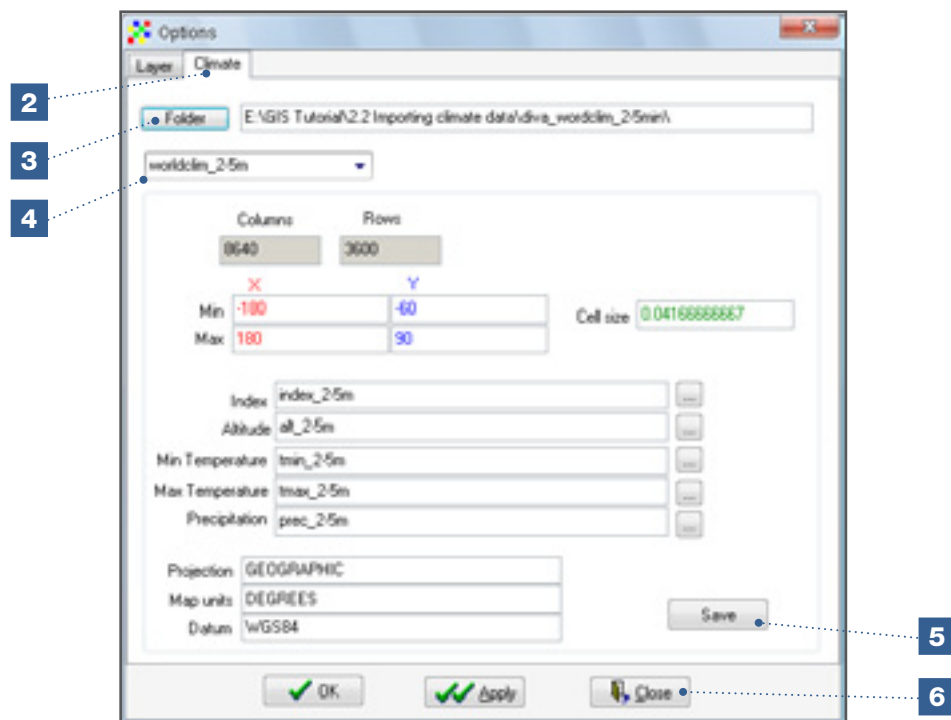 Options
Layer Climate
2
Folder E:\GIS Tutorial\2.2 Importing climate data\diva_wordclim_2-5min\
3
worldclim_2-5m
4
Columns Rows
8640 3600
X Y
Min -180 -60
Cell size 0.04166666667
Max 180 90
Index index_2-5m ...
Altitude alt_2-5m ...
Min Temperature tmin_2-5m ...
Max Temperature tmax_2-5m ...
Precipitation prec_2-5m ...
Projection GEOGRAPHIC
Map units DEGREES
Datum WGS84
Save
5
OK Apply Close
6